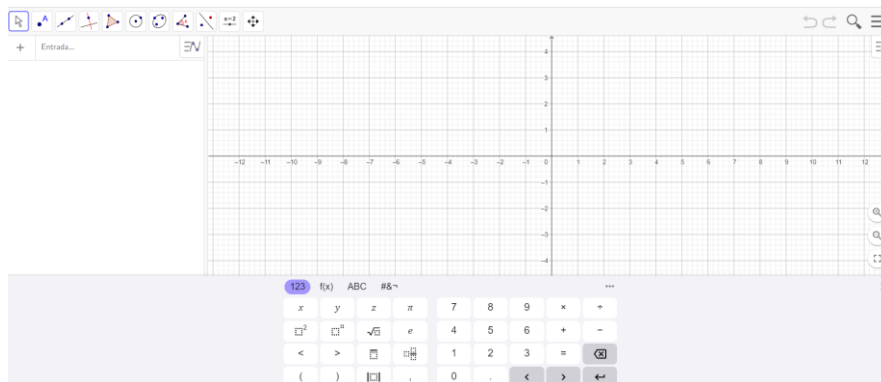 A a=2
+ Entrada...
4
3
2
1
−12 −11 −10 −9 −8 −7 −6 −5 −4 −3 −2 −1 0 1 2 3 4 5 6 7 8 9 10 11 12
−1
−2
−3
−4
123 f(x) ABC #&¬ ...
x y z π 7 8 9 × ÷
□² □ⁿ √□ e 4 5 6 + −
< > 1 2 3 =
( ) |□| , 0 . < >